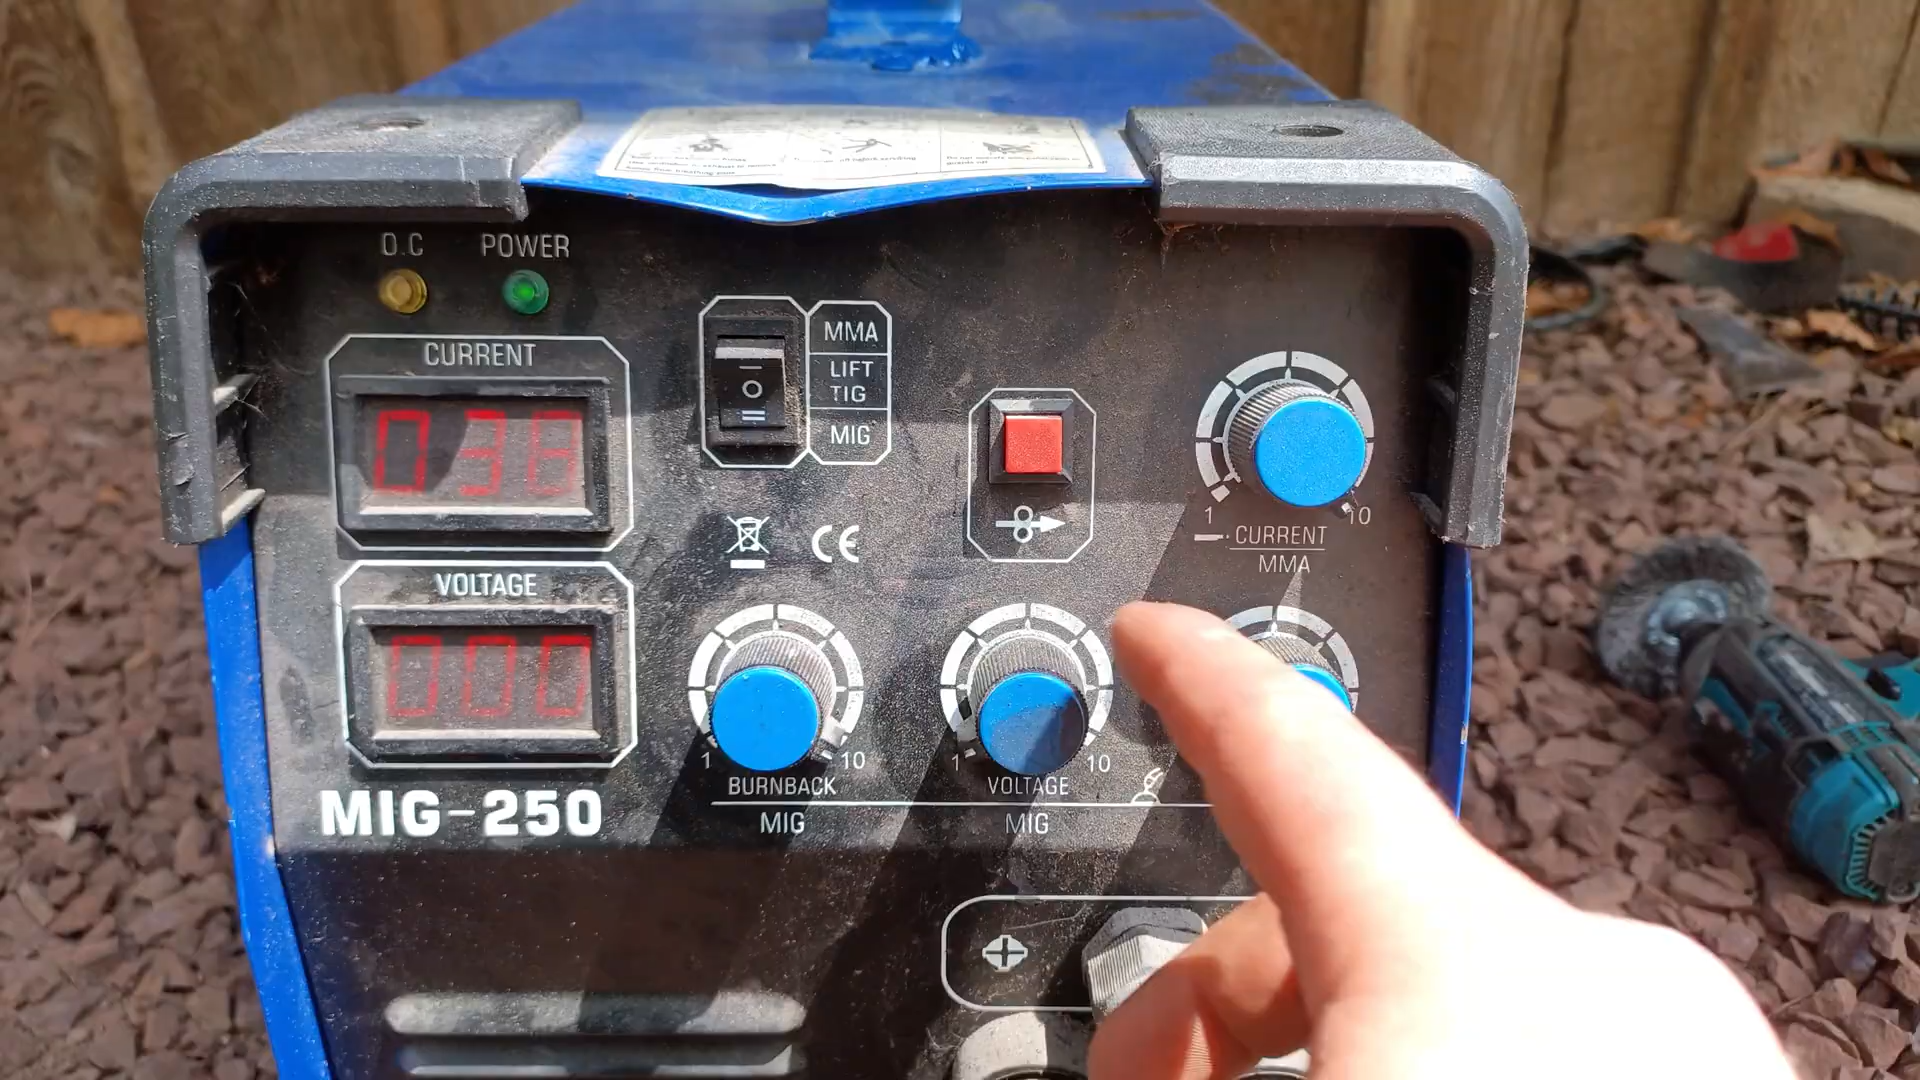 O.C POWER
CURRENT
038
MMA
LIFT
TIG
MIG
1 10
CURRENT
MMA
CE
VOLTAGE
000
1 10
BURNBACK
MIG
1 10
VOLTAGE
MIG
MIG-250